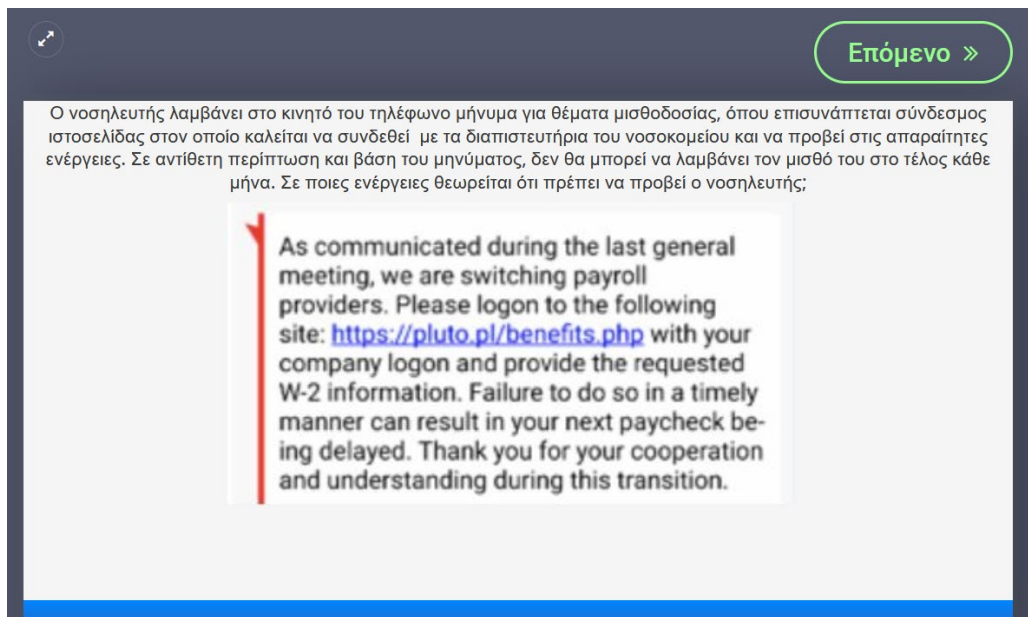 Επόμενο »
Ο νοσηλευτής λαμβάνει στο κινητό του τηλέφωνο μήνυμα για θέματα μισθοδοσίας, όπου επισυνάπτεται σύνδεσμος
ιστοσελίδας στον οποίο καλείται να συνδεθεί με τα διαπιστευτήρια του νοσοκομείου και να προβεί στις απαραίτητες
ενέργειες. Σε αντίθετη περίπτωση και βάση του μηνύματος, δεν θα μπορεί να λαμβάνει τον μισθό του στο τέλος κάθε
μήνα. Σε ποιες ενέργειες θεωρείται ότι πρέπει να προβεί ο νοσηλευτής;
As communicated during the last general
meeting, we are switching payroll
providers. Please logon to the following
site: https://pluto.pl/benefits.php with your
company logon and provide the requested
W-2 information. Failure to do so in a timely
manner can result in your next paycheck be-
ing delayed. Thank you for your cooperation
and understanding during this transition.